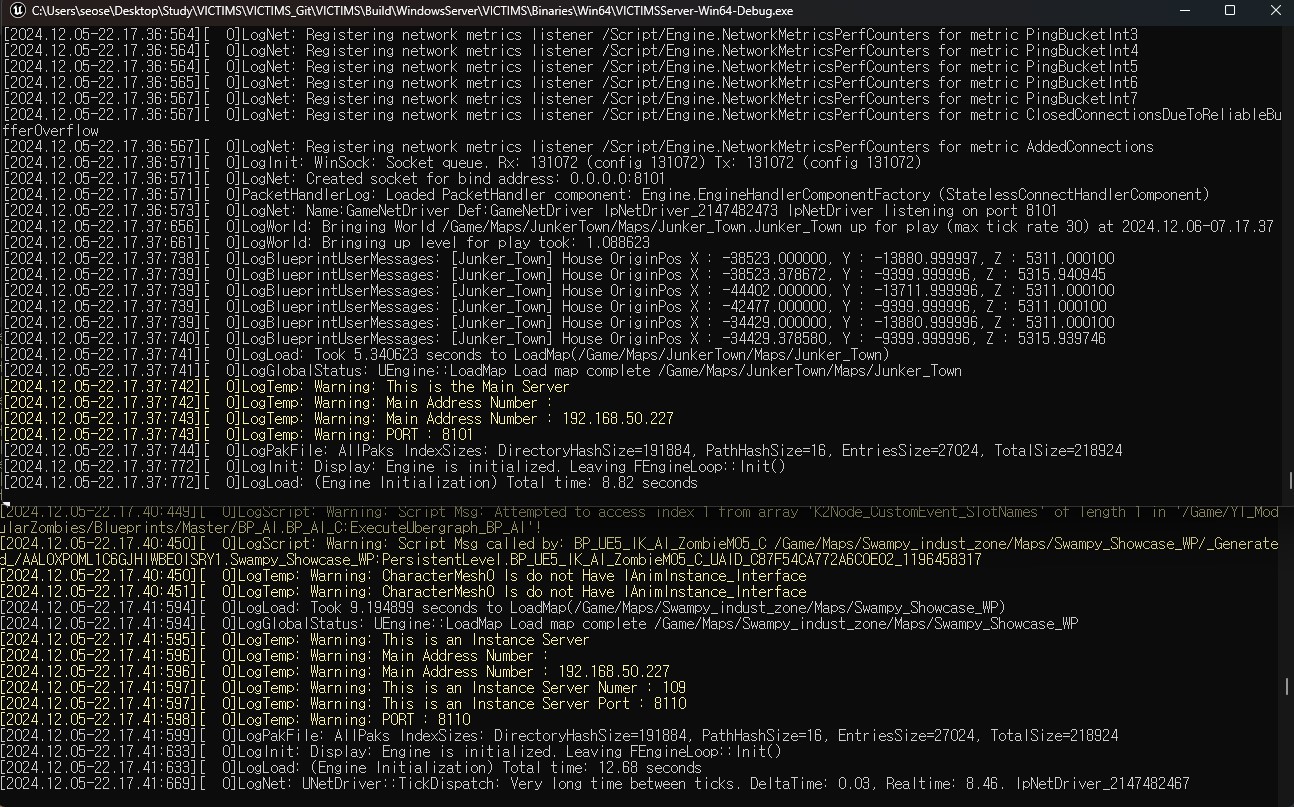 C:\Users\seose\Desktop\Study\VICTIMS\VICTIMS_Git\VICTIMS\Build\WindowsServer\VICTIMS\Binaries\Win64\VICTIMSServer-Win64-Debug.exe
[2024.12.05-22.17.36:564][  0]LogNet: Registering network metrics listener /Script/Engine.NetworkMetricsPerfCounters for metric PingBucketInt3
[2024.12.05-22.17.36:564][  0]LogNet: Registering network metrics listener /Script/Engine.NetworkMetricsPerfCounters for metric PingBucketInt4
[2024.12.05-22.17.36:564][  0]LogNet: Registering network metrics listener /Script/Engine.NetworkMetricsPerfCounters for metric PingBucketInt5
[2024.12.05-22.17.36:565][  0]LogNet: Registering network metrics listener /Script/Engine.NetworkMetricsPerfCounters for metric PingBucketInt6
[2024.12.05-22.17.36:567][  0]LogNet: Registering network metrics listener /Script/Engine.NetworkMetricsPerfCounters for metric PingBucketInt7
[2024.12.05-22.17.36:567][  0]LogNet: Registering network metrics listener /Script/Engine.NetworkMetricsPerfCounters for metric ClosedConnectionsDueToReliableBu
fferOverflow
[2024.12.05-22.17.36:567][  0]LogNet: Registering network metrics listener /Script/Engine.NetworkMetricsPerfCounters for metric AddedConnections
[2024.12.05-22.17.36:571][  0]LogInit: WinSock: Socket queue. Rx: 131072 (config 131072) Tx: 131072 (config 131072)
[2024.12.05-22.17.36:571][  0]LogNet: Created socket for bind address: 0.0.0.0:8101
[2024.12.05-22.17.36:571][  0]PacketHandlerLog: Loaded PacketHandler component: Engine.EngineHandlerComponentFactory (StatelessConnectHandlerComponent)
[2024.12.05-22.17.36:573][  0]LogNet: Name:GameNetDriver Def:GameNetDriver IpNetDriver_2147482473 IpNetDriver listening on port 8101
[2024.12.05-22.17.37:656][  0]LogWorld: Bringing World /Game/Maps/JunkerTown/Maps/Junker_Town.Junker_Town up for play (max tick rate 30) at 2024.12.06-07.17.37
[2024.12.05-22.17.37:661][  0]LogWorld: Bringing up level for play took: 1.088623
[2024.12.05-22.17.37:738][  0]LogBlueprintUserMessages: [Junker_Town] House OriginPos X : -38523.000000, Y : -13880.999997, Z : 5311.000100
[2024.12.05-22.17.37:739][  0]LogBlueprintUserMessages: [Junker_Town] House OriginPos X : -38523.378672, Y : -9399.999996, Z : 5315.940945
[2024.12.05-22.17.37:739][  0]LogBlueprintUserMessages: [Junker_Town] House OriginPos X : -44402.000000, Y : -13711.999996, Z : 5311.000100
[2024.12.05-22.17.37:739][  0]LogBlueprintUserMessages: [Junker_Town] House OriginPos X : -42477.000000, Y : -9399.999996, Z : 5311.000100
[2024.12.05-22.17.37:739][  0]LogBlueprintUserMessages: [Junker_Town] House OriginPos X : -34429.000000, Y : -13880.999996, Z : 5311.000100
[2024.12.05-22.17.37:740][  0]LogBlueprintUserMessages: [Junker_Town] House OriginPos X : -34429.378580, Y : -9399.999996, Z : 5315.939746
[2024.12.05-22.17.37:741][  0]LogLoad: Took 5.340623 seconds to LoadMap(/Game/Maps/JunkerTown/Maps/Junker_Town)
[2024.12.05-22.17.37:741][  0]LogGlobalStatus: UEngine::LoadMap Load map complete /Game/Maps/JunkerTown/Maps/Junker_Town
[2024.12.05-22.17.37:742][  0]LogTemp: Warning: This is the Main Server
[2024.12.05-22.17.37:742][  0]LogTemp: Warning: Main Address Number :
[2024.12.05-22.17.37:743][  0]LogTemp: Warning: Main Address Number : 192.168.50.227
[2024.12.05-22.17.37:743][  0]LogTemp: Warning: PORT : 8101
[2024.12.05-22.17.37:744][  0]LogPakFile: AllPaks IndexSizes: DirectoryHashSize=191884, PathHashSize=16, EntriesSize=27024, TotalSize=218924
[2024.12.05-22.17.37:772][  0]LogInit: Display: Engine is initialized. Leaving FEngineLoop::Init()
[2024.12.05-22.17.37:772][  0]LogLoad: (Engine Initialization) Total time: 8.82 seconds
[2024.12.05-22.17.40:449][  0]LogScript: Warning: Script Msg: Attempted to access index 1 from array 'K2Node_CustomEvent_SlotNames' of length 1 in '/Game/YI_Mod
ularZombies/Blueprints/Master/BP_AI.BP_AI_C:ExecuteUbergraph_BP_AI'!
[2024.12.05-22.17.40:450][  0]LogScript: Warning: Script Msg called by: BP_UE5_IK_AI_ZombieM05_C /Game/Maps/Swampy_indust_zone/Maps/Swampy_Showcase_WP/_Generate
d_/AALOXPOML1C6GJHIWBEOISRY1.Swampy_Showcase_WP:PersistentLevel.BP_UE5_IK_AI_ZombieM05_C_UAID_C87F54CA772A6C0E02_1196458317
[2024.12.05-22.17.40:450][  0]LogTemp: Warning: CharacterMesh0 Is do not Have IAnimInstance_Interface
[2024.12.05-22.17.40:451][  0]LogTemp: Warning: CharacterMesh0 Is do not Have IAnimInstance_Interface
[2024.12.05-22.17.41:594][  0]LogLoad: Took 9.194899 seconds to LoadMap(/Game/Maps/Swampy_indust_zone/Maps/Swampy_Showcase_WP)
[2024.12.05-22.17.41:594][  0]LogGlobalStatus: UEngine::LoadMap Load map complete /Game/Maps/Swampy_indust_zone/Maps/Swampy_Showcase_WP
[2024.12.05-22.17.41:595][  0]LogTemp: Warning: This is an Instance Server
[2024.12.05-22.17.41:596][  0]LogTemp: Warning: Main Address Number :
[2024.12.05-22.17.41:596][  0]LogTemp: Warning: Main Address Number : 192.168.50.227
[2024.12.05-22.17.41:597][  0]LogTemp: Warning: This is an Instance Server Numer : 109
[2024.12.05-22.17.41:597][  0]LogTemp: Warning: This is an Instance Server Port : 8110
[2024.12.05-22.17.41:598][  0]LogTemp: Warning: PORT : 8110
[2024.12.05-22.17.41:599][  0]LogPakFile: AllPaks IndexSizes: DirectoryHashSize=191884, PathHashSize=16, EntriesSize=27024, TotalSize=218924
[2024.12.05-22.17.41:633][  0]LogInit: Display: Engine is initialized. Leaving FEngineLoop::Init()
[2024.12.05-22.17.41:633][  0]LogLoad: (Engine Initialization) Total time: 12.68 seconds
[2024.12.05-22.17.41:669][  0]LogNet: UNetDriver::TickDispatch: Very long time between ticks. DeltaTime: 0.03, Realtime: 8.46. IpNetDriver_2147482467